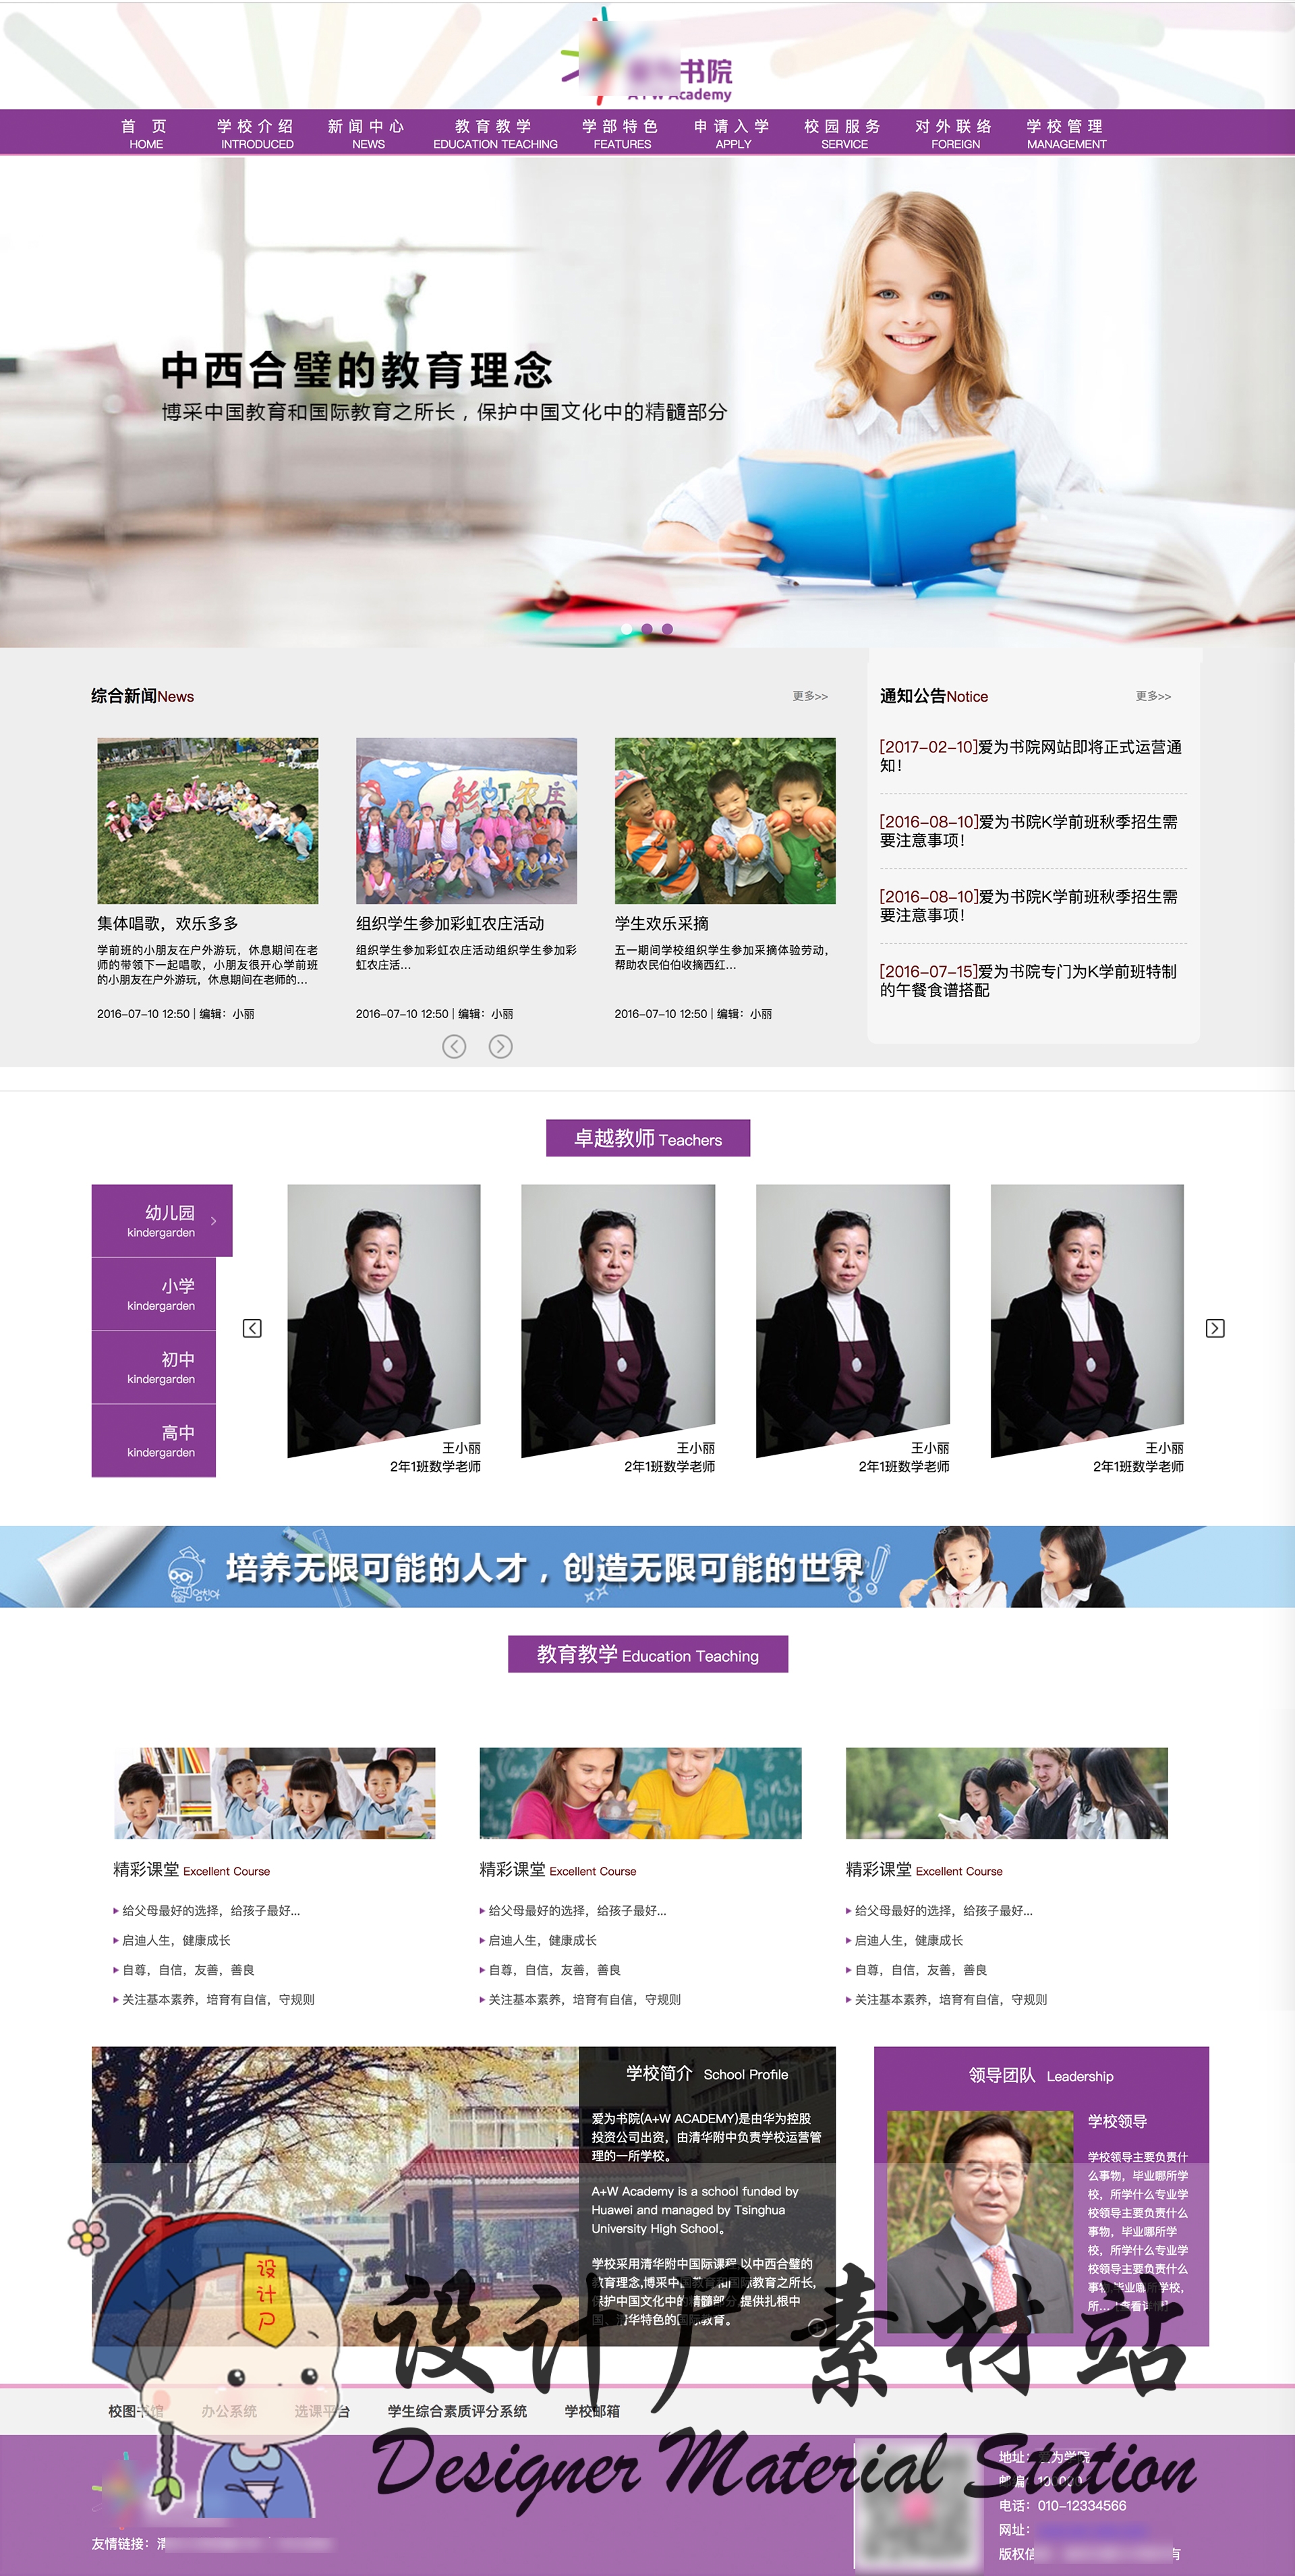 书院
Academy
首 页 学校介绍 新闻中心 教育教学 学部特色 申请入学 校园服务 对外联络 学校管理
HOME INTRODUCED NEWS EDUCATION TEACHING FEATURES APPLY SERVICE FOREIGN MANAGEMENT
中西合璧的教育理念
博采中国教育和国际教育之所长，保护中国文化中的精髓部分
综合新闻News 更多>>
集体唱歌，欢乐多多
学前班的小朋友在户外游玩，休息期间在老
师的带领下一起唱歌，小朋友很开心学前班
的小朋友在户外游玩，休息期间在老师的...
2016-07-10 12:50 | 编辑：小丽
彩虹农庄
组织学生参加彩虹农庄活动
组织学生参加彩虹农庄活动组织学生参加彩
虹农庄活...
2016-07-10 12:50 | 编辑：小丽
学生欢乐采摘
五一期间学校组织学生参加采摘体验劳动，
帮助农民伯伯收摘西红...
2016-07-10 12:50 | 编辑：小丽
通知公告Notice 更多>>
[2017-02-10]爱为书院网站即将正式运营通
知！
[2016-08-10]爱为书院K学前班秋季招生需
要注意事项！
[2016-08-10]爱为书院K学前班秋季招生需
要注意事项！
[2016-07-15]爱为书院专门为K学前班特制
的午餐食谱搭配
卓越教师 Teachers
幼儿园
kindergarden
小学
kindergarden
初中
kindergarden
高中
kindergarden
王小丽
2年1班数学老师
王小丽
2年1班数学老师
王小丽
2年1班数学老师
王小丽
2年1班数学老师
培养无限可能的人才，创造无限可能的世界
教育教学 Education Teaching
精彩课堂 Excellent Course
给父母最好的选择，给孩子最好...
启迪人生，健康成长
自尊，自信，友善，善良
关注基本素养，培育有自信，守规则
精彩课堂 Excellent Course
给父母最好的选择，给孩子最好...
启迪人生，健康成长
自尊，自信，友善，善良
关注基本素养，培育有自信，守规则
精彩课堂 Excellent Course
给父母最好的选择，给孩子最好...
启迪人生，健康成长
自尊，自信，友善，善良
关注基本素养，培育有自信，守规则
学校简介 School Profile
爱为书院(A+W ACADEMY)是由华为控股
投资公司出资，由清华附中负责学校运营管
理的一所学校。
A+W Academy is a school funded by
Huawei and managed by Tsinghua
University High School。
学校采用清华附中国际课程,以中西合璧的
教育理念,博采中国教育和国际教育之所长,
保护中国文化中的精髓部分,提供扎根中
国、清华特色的国际教育。
领导团队 Leadership
学校领导
学校领导主要负责什
么事物，毕业哪所学
校，所学什么专业学
校领导主要负责什么
事物，毕业哪所学
校，所学什么专业学
校领导主要负责什么
事物,毕业哪所学校,
所...[查看详情]
设计尸
设计尸素材站
Designer Material Station
校图书馆 办公系统 选课平台 学生综合素质评分系统 学校邮箱
友情链接：清
地址：爱为学院
邮编：100000
电话：010-12334566
网址：
版权信 有